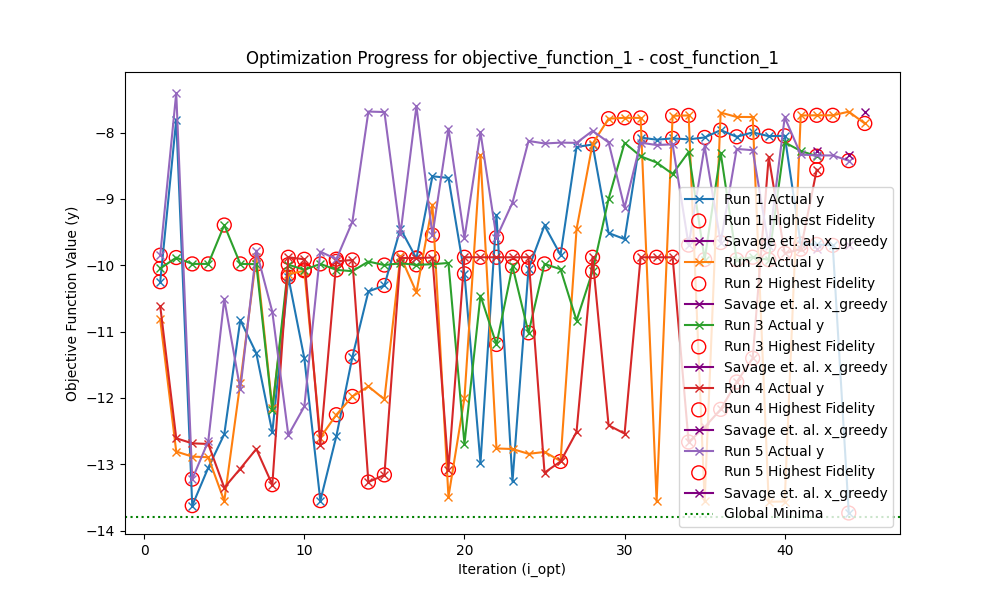 Optimization Progress for objective_function_1 - cost_function_1
Objective Function Value (y)
−8
−9
−10
−11
−12
−13
−14
Run 1 Actual y
Run 1 Highest Fidelity
Savage et. al. x_greedy
Run 2 Actual y
Run 2 Highest Fidelity
Savage et. al. x_greedy
Run 3 Actual y
Run 3 Highest Fidelity
Savage et. al. x_greedy
Run 4 Actual y
Run 4 Highest Fidelity
Savage et. al. x_greedy
Run 5 Actual y
Run 5 Highest Fidelity
Savage et. al. x_greedy
Global Minima
0 10 20 30 40
Iteration (i_opt)